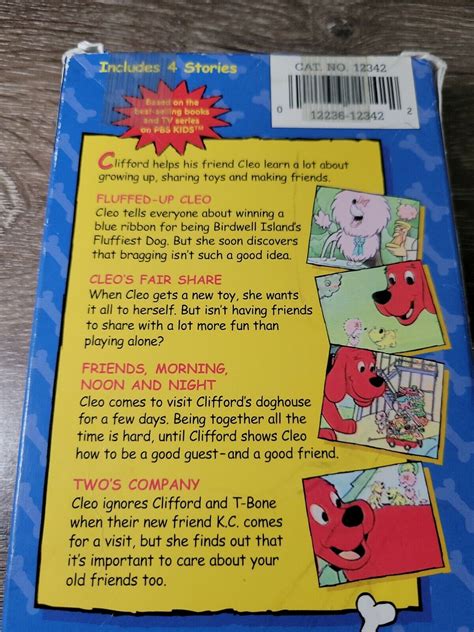 Includes 4 Stories
CAT. NO. 12342
0 12236-12342 2
Based on the
best-selling books
and TV series
on PBS KIDS™
Clifford helps his friend Cleo learn a lot about
growing up, sharing toys and making friends.
FLUFFED-UP CLEO
Cleo tells everyone about winning a
blue ribbon for being Birdwell Island's
Fluffiest Dog. But she soon discovers
that bragging isn't such a good idea.
CLEO'S FAIR SHARE
When Cleo gets a new toy, she wants
it all to herself. But isn't having friends
to share with a lot more fun than
playing alone?
FRIENDS, MORNING,
NOON AND NIGHT
Cleo comes to visit Clifford's doghouse
for a few days. Being together all the
time is hard, until Clifford shows Cleo
how to be a good guest–and a good friend.
TWO'S COMPANY
Cleo ignores Clifford and T-Bone
when their new friend K.C. comes
for a visit, but she finds out that
it's important to care about your
old friends too.